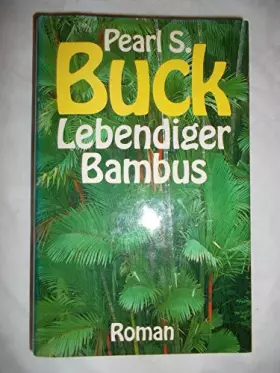 Pearl S.
Buck
Lebendiger
Bambus
Roman